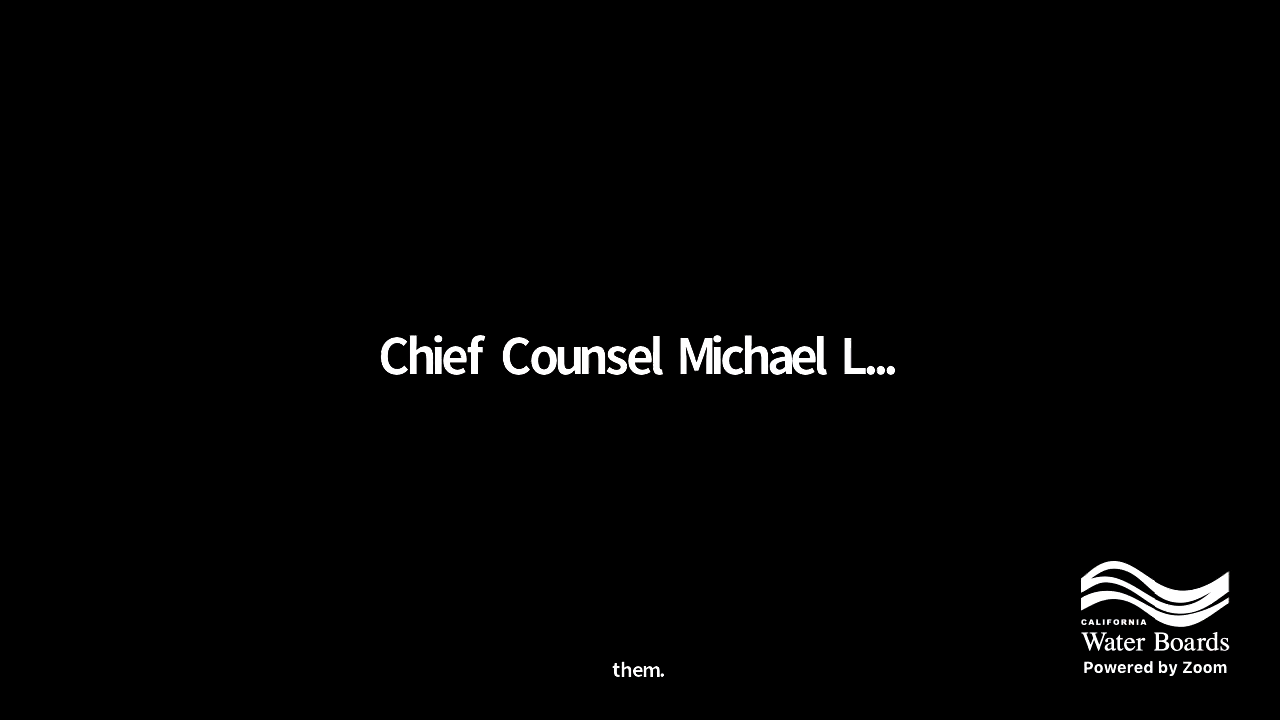 Chief Counsel Michael L...
CALIFORNIA
Water Boards
Powered by Zoom
them.